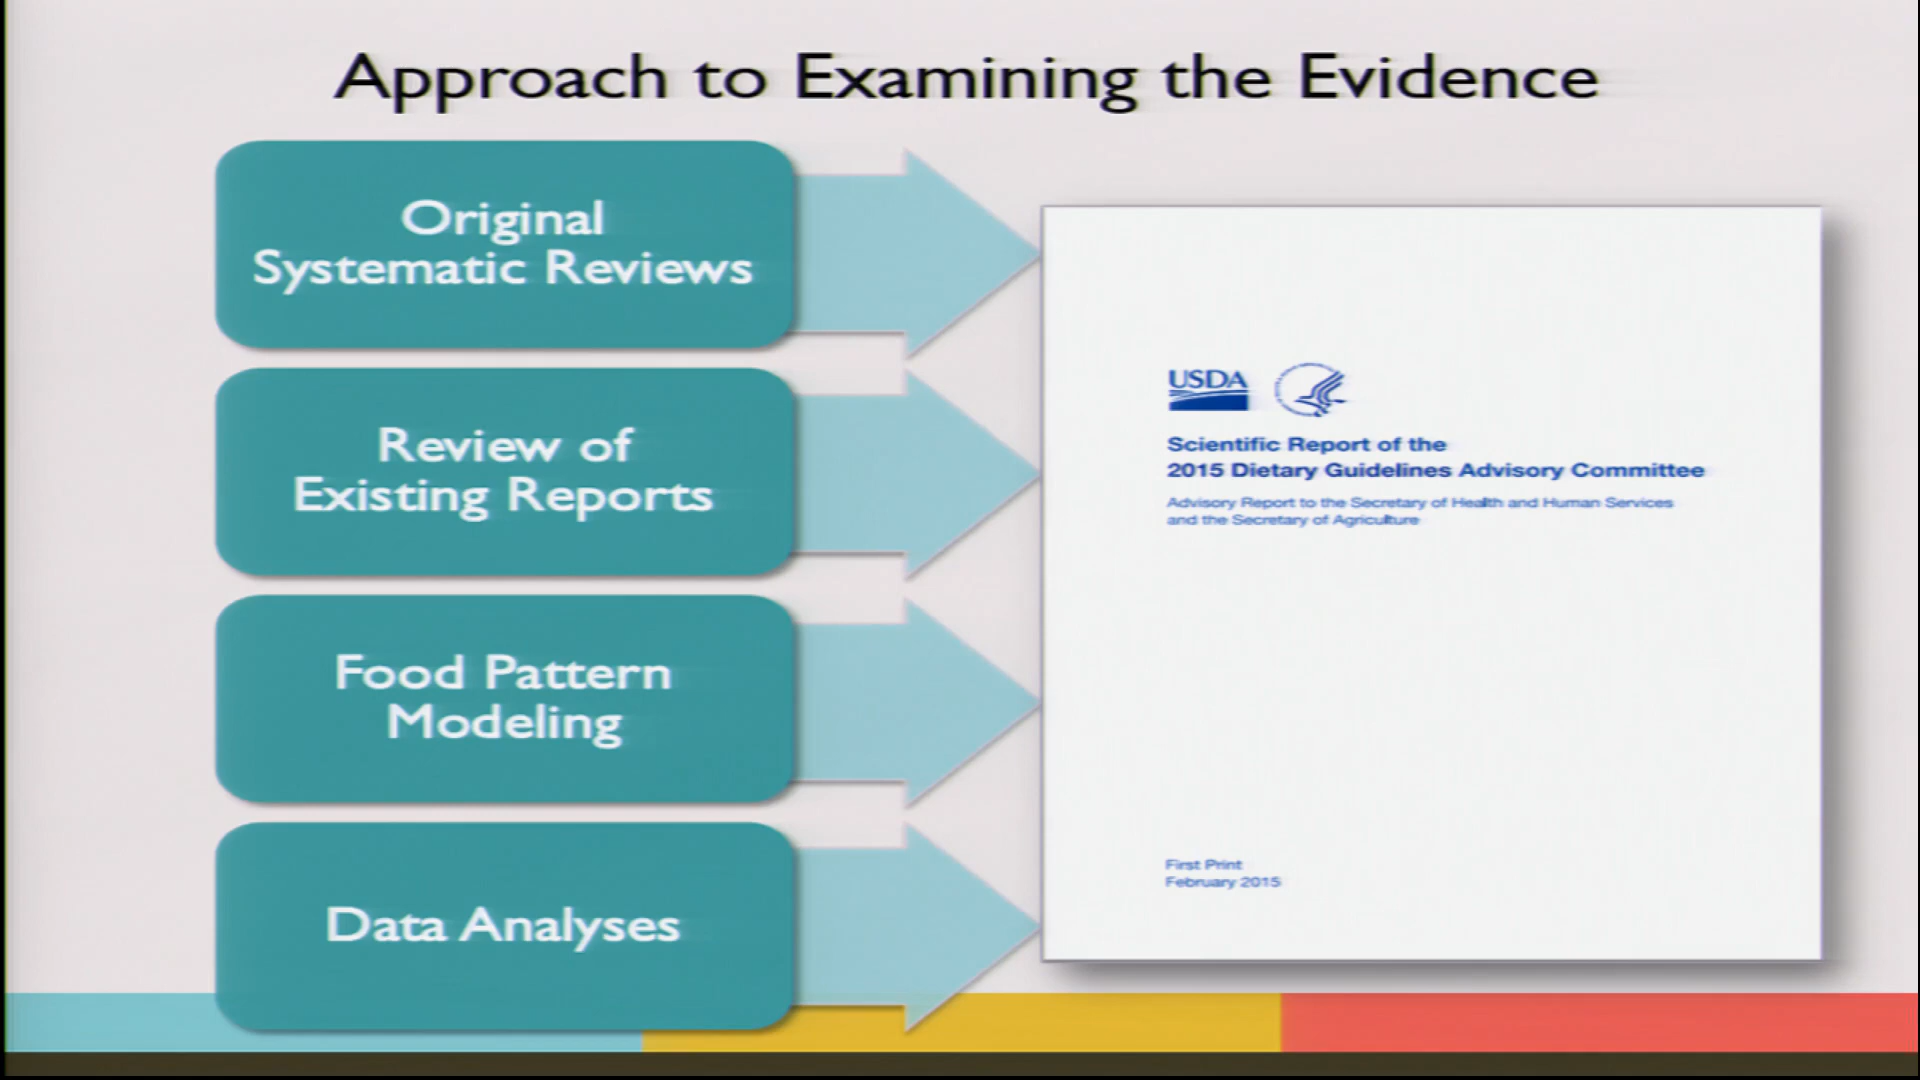 Approach to Examining the Evidence
Original
Systematic Reviews
Review of
Existing Reports
Food Pattern
Modeling
Data Analyses
USDA
Scientific Report of the
2015 Dietary Guidelines Advisory Committee
Advisory Report to the Secretary of Health and Human Services
and the Secretary of Agriculture
First Print
February 2015